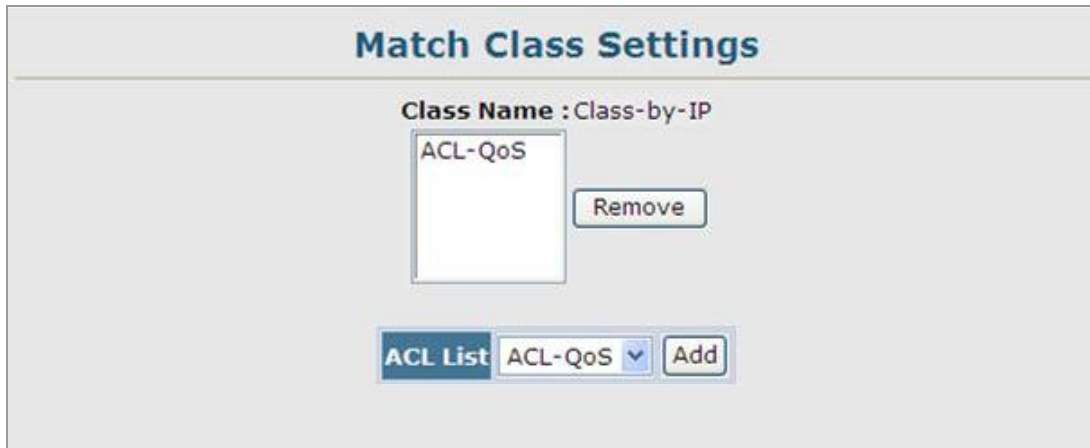 Match Class Settings
Class Name : Class-by-IP
ACL-QoS
Remove
ACL List ACL-QoS Add